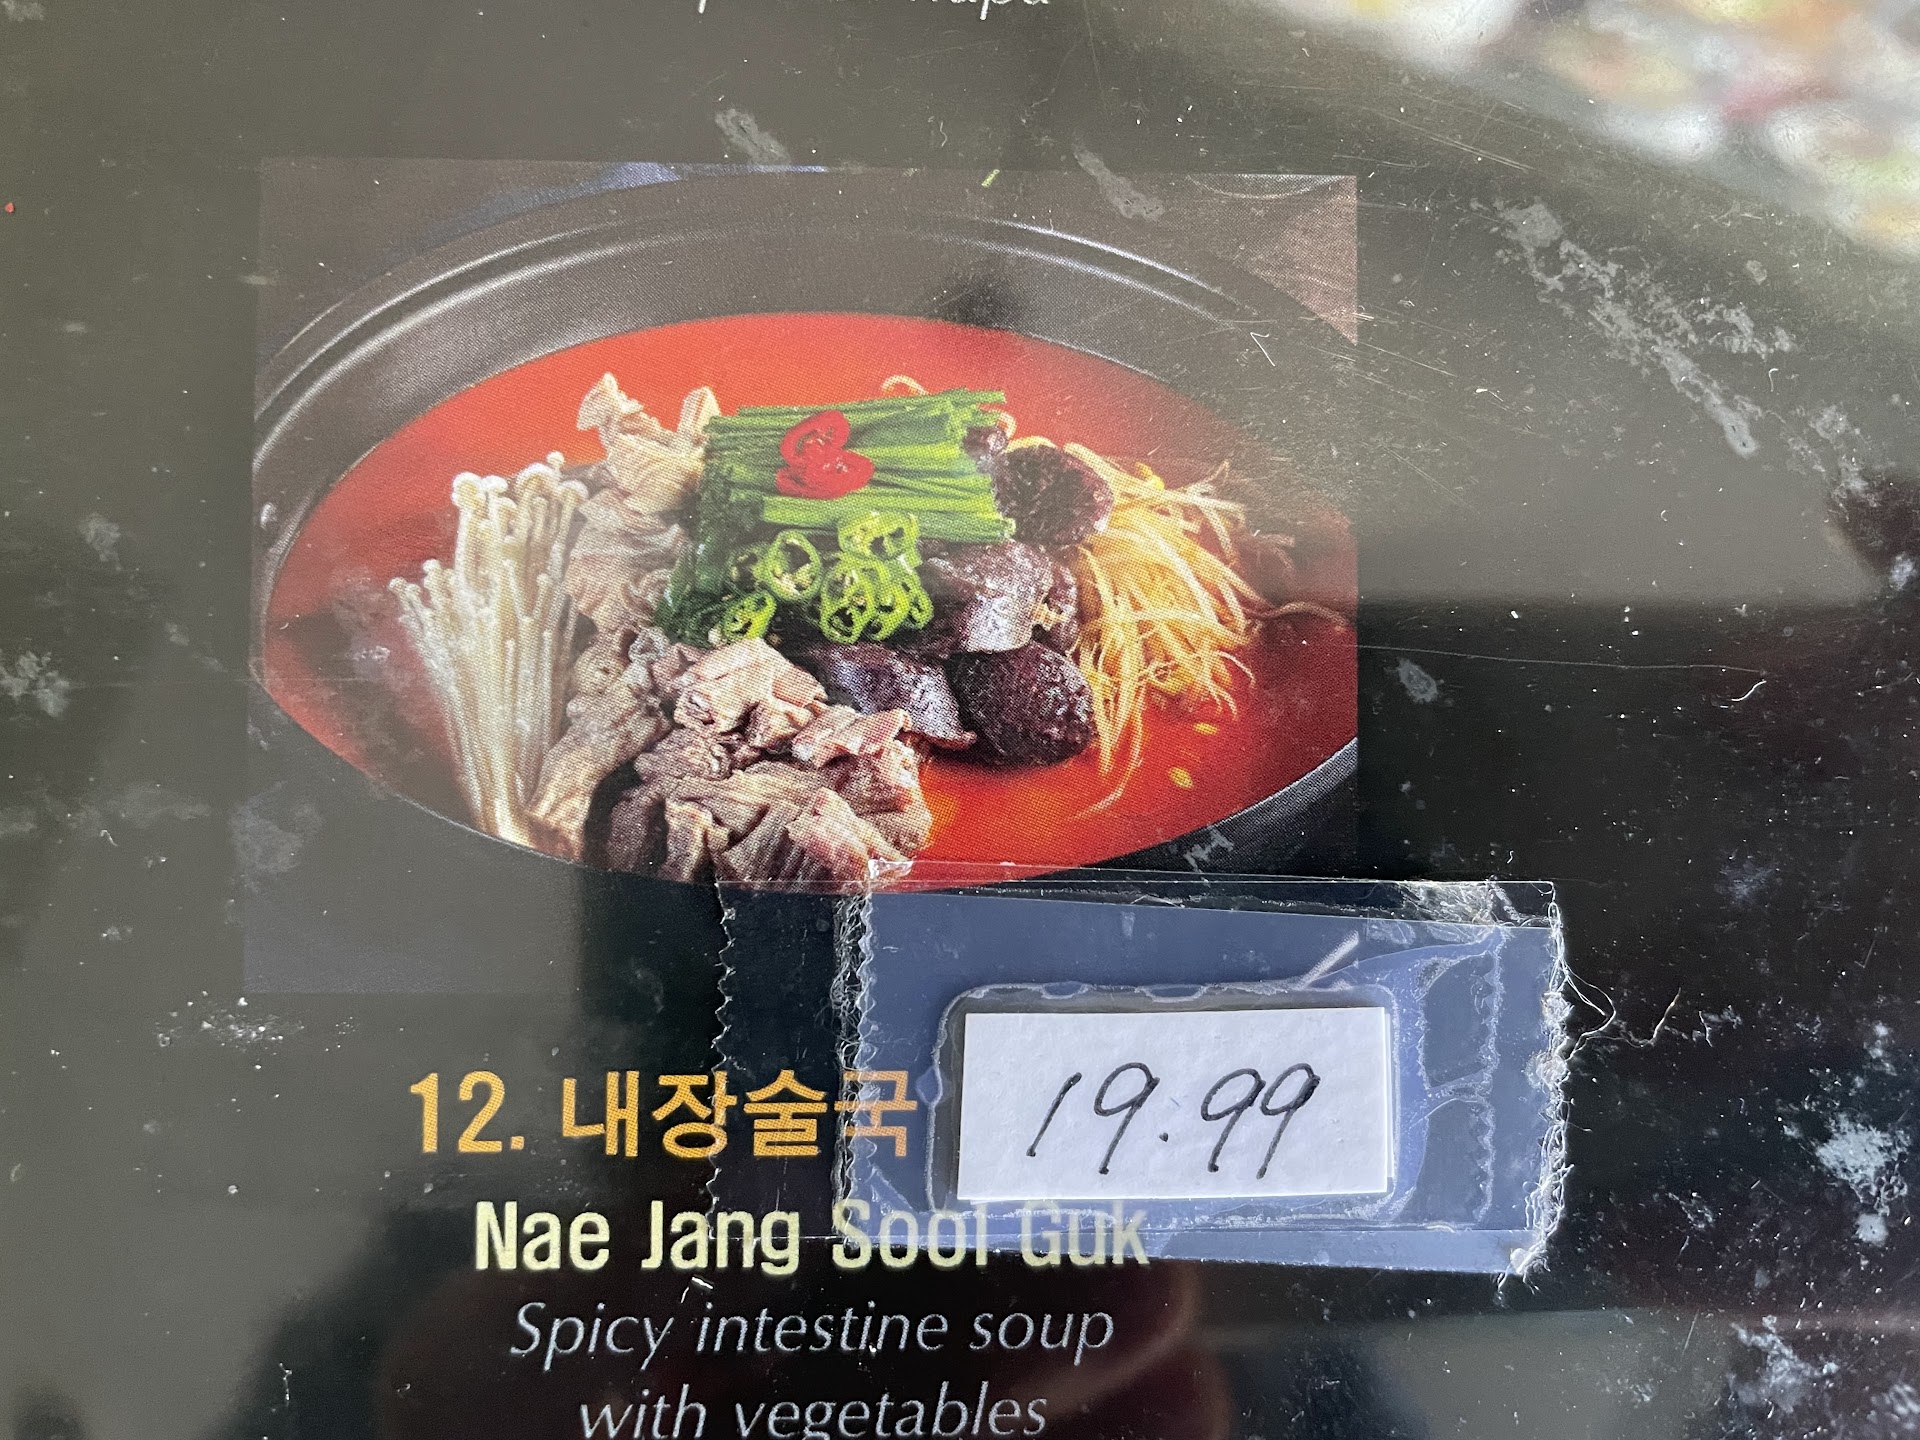 12. 내장술국
19.99
Nae Jang Sool Guk
Spicy intestine soup
with vegetables